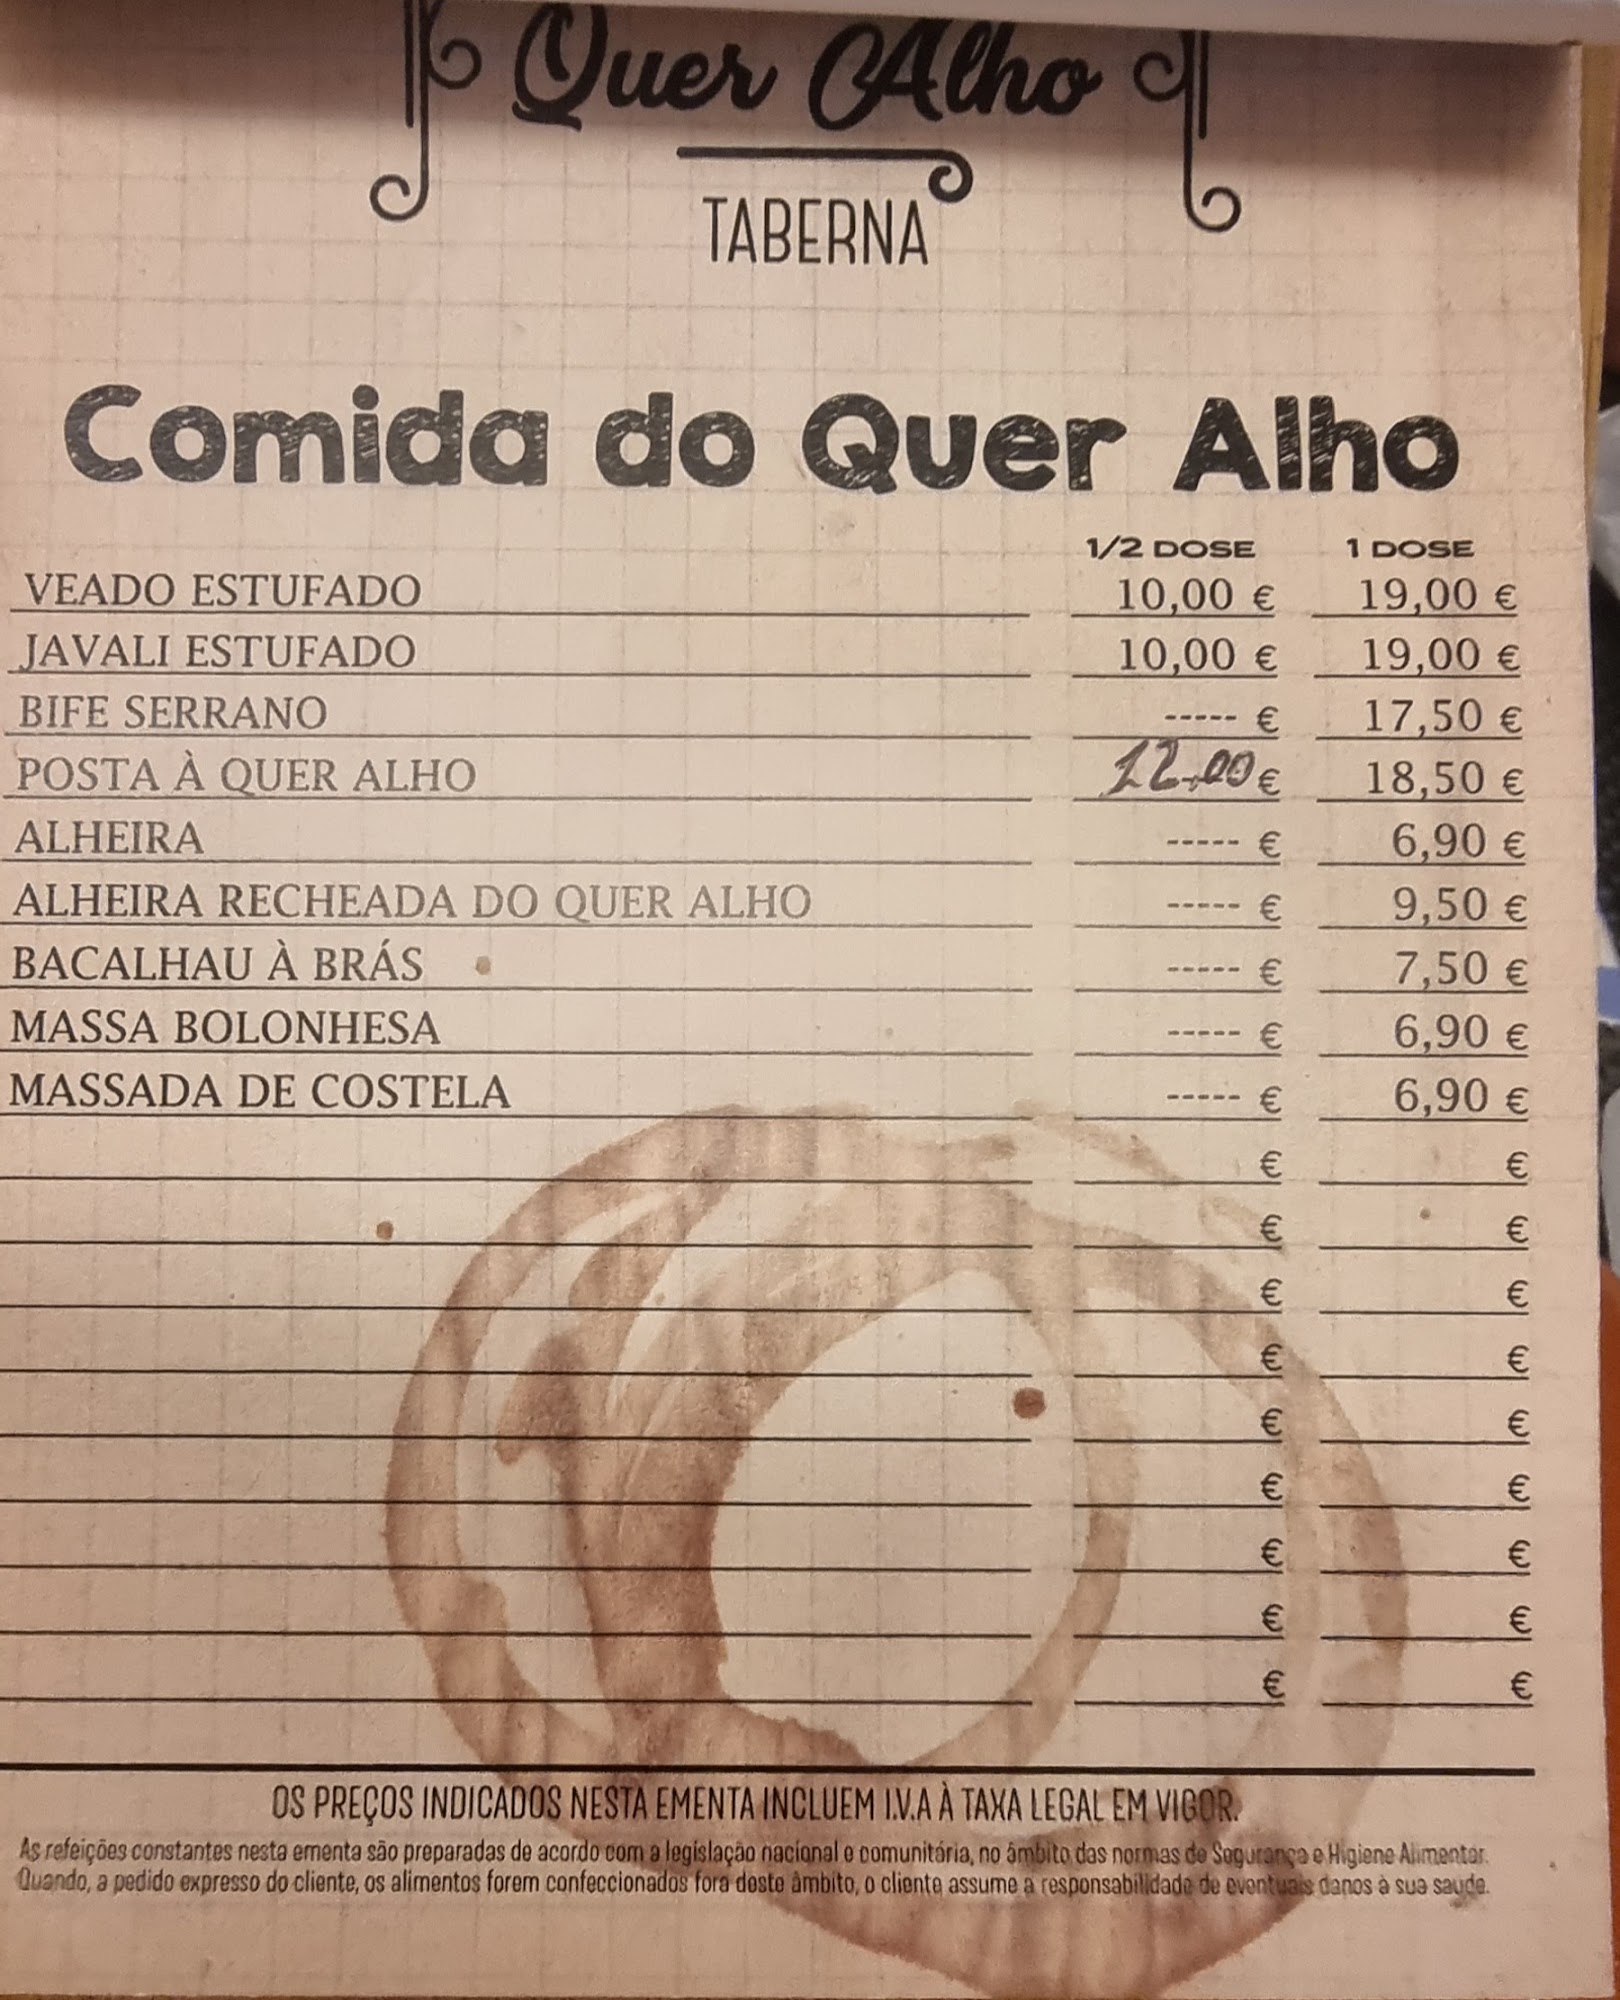 Quer Alho
TABERNA
Comida do Quer Alho
1/2 DOSE 1 DOSE
VEADO ESTUFADO 10,00 € 19,00 €
JAVALI ESTUFADO 10,00 € 19,00 €
BIFE SERRANO ----- € 17,50 €
POSTA À QUER ALHO 12,00 € 18,50 €
ALHEIRA ----- € 6,90 €
ALHEIRA RECHEADA DO QUER ALHO ----- € 9,50 €
BACALHAU À BRÁS ----- € 7,50 €
MASSA BOLONHESA ----- € 6,90 €
MASSADA DE COSTELA ----- € 6,90 €
€ €
€ €
€ €
€ €
€ €
€ €
€ €
€ €
€ €
OS PREÇOS INDICADOS NESTA EMENTA INCLUEM I.V.A À TAXA LEGAL EM VIGOR.
As refeições constantes nesta ementa são preparadas de acordo com a legislação nacional e comunitária, no âmbito das normas de Segurança e Higiene Alimentar.
Quando, a pedido expresso do cliente, os alimentos forem confeccionados fora deste âmbito, o cliente assume a responsabilidade de eventuais danos à sua saude.